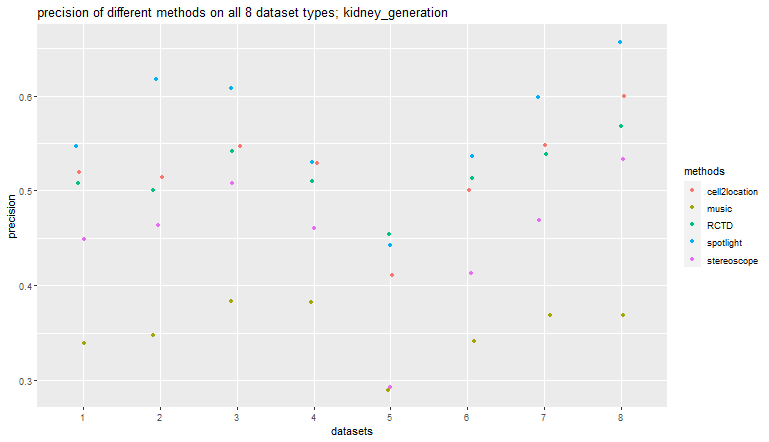 precision of different methods on all 8 dataset types; kidney_generation
precision
0.6
0.5
0.4
0.3
1 2 3 4 5 6 7 8
datasets
methods
cell2location
music
RCTD
spotlight
stereoscope